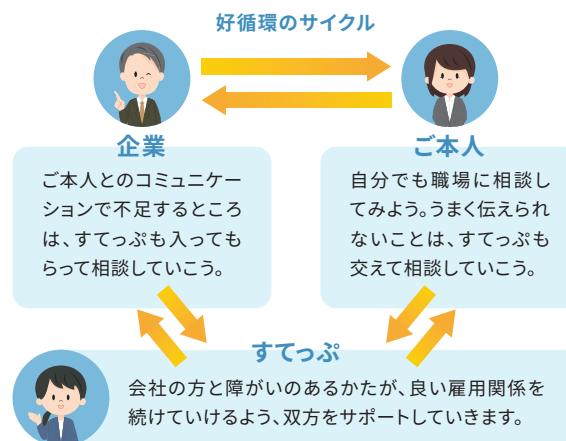 好循環のサイクル
企業
ご本人とのコミュニケー
ションで不足するところ
は、すてっぷも入っても
らって相談していこう。
ご本人
自分でも職場に相談し
てみよう。うまく伝えられ
ないことは、すてっぷも
交えて相談していこう。
すてっぷ
会社の方と障がいのあるかたが、良い雇用関係を
続けていけるよう、双方をサポートしていきます。